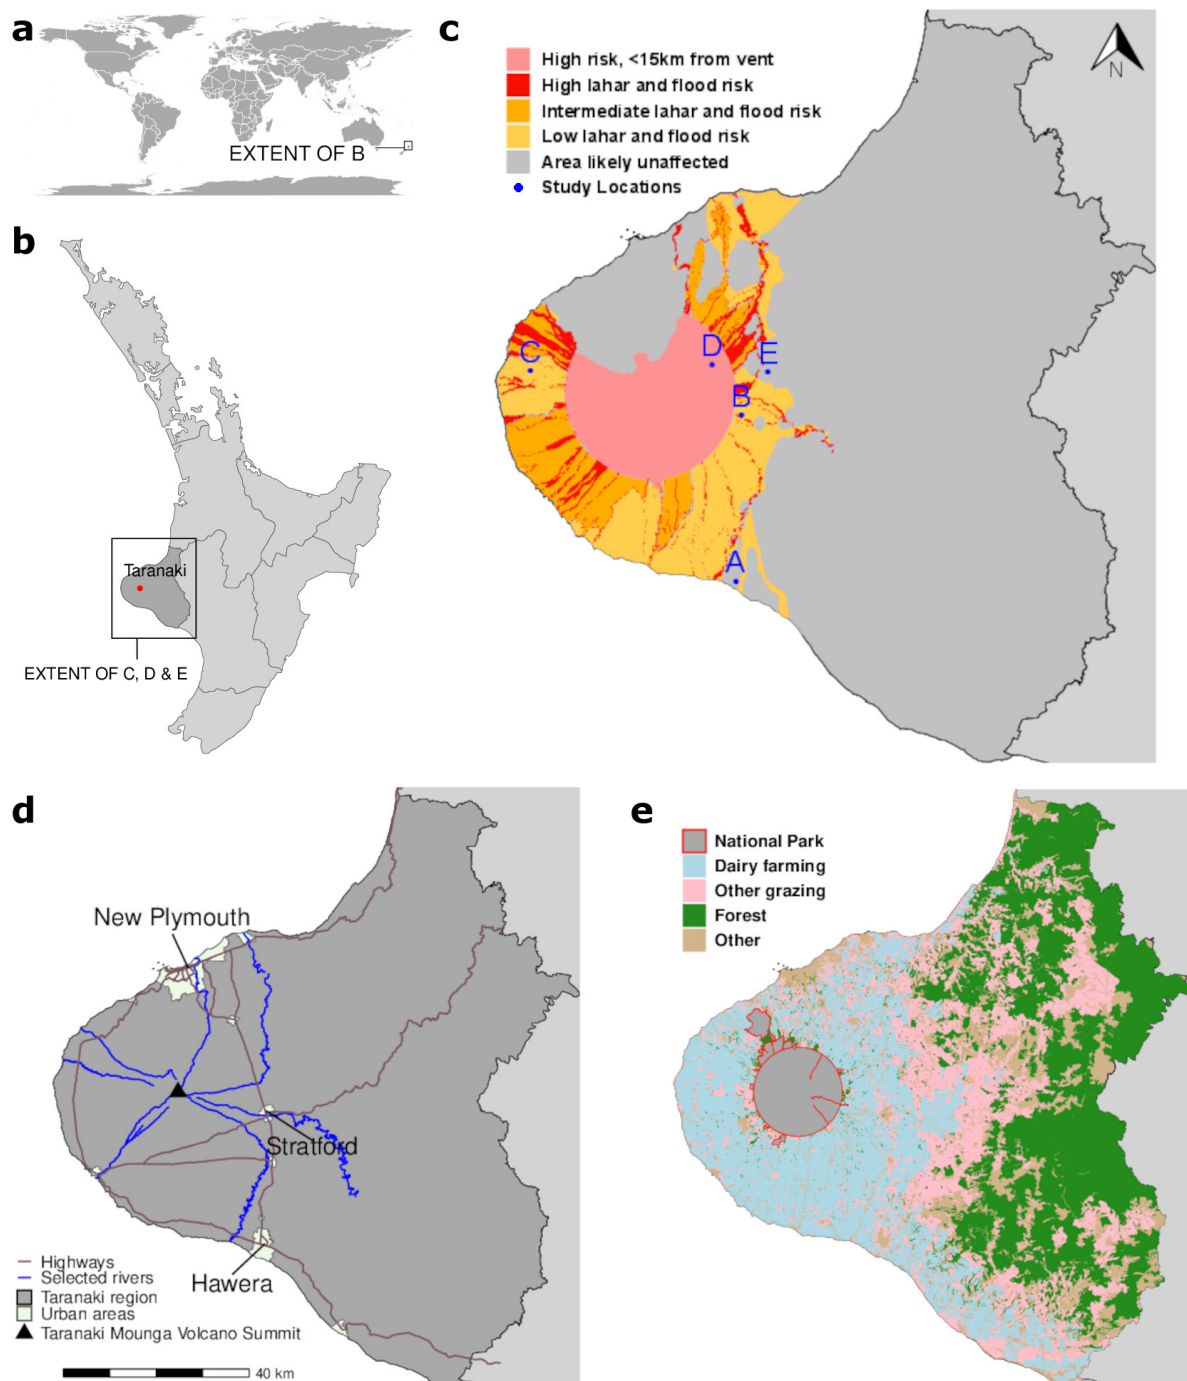 a
EXTENT OF B
b
Taranaki
EXTENT OF C, D & E
c
High risk, <15km from vent
High lahar and flood risk
Intermediate lahar and flood risk
Low lahar and flood risk
Area likely unaffected
Study Locations
N
C
D
E
B
A
d
New Plymouth
Stratford
Hawera
Highways
Selected rivers
Taranaki region
Urban areas
Taranaki Mounga Volcano Summit
40 km
e
National Park
Dairy farming
Other grazing
Forest
Other